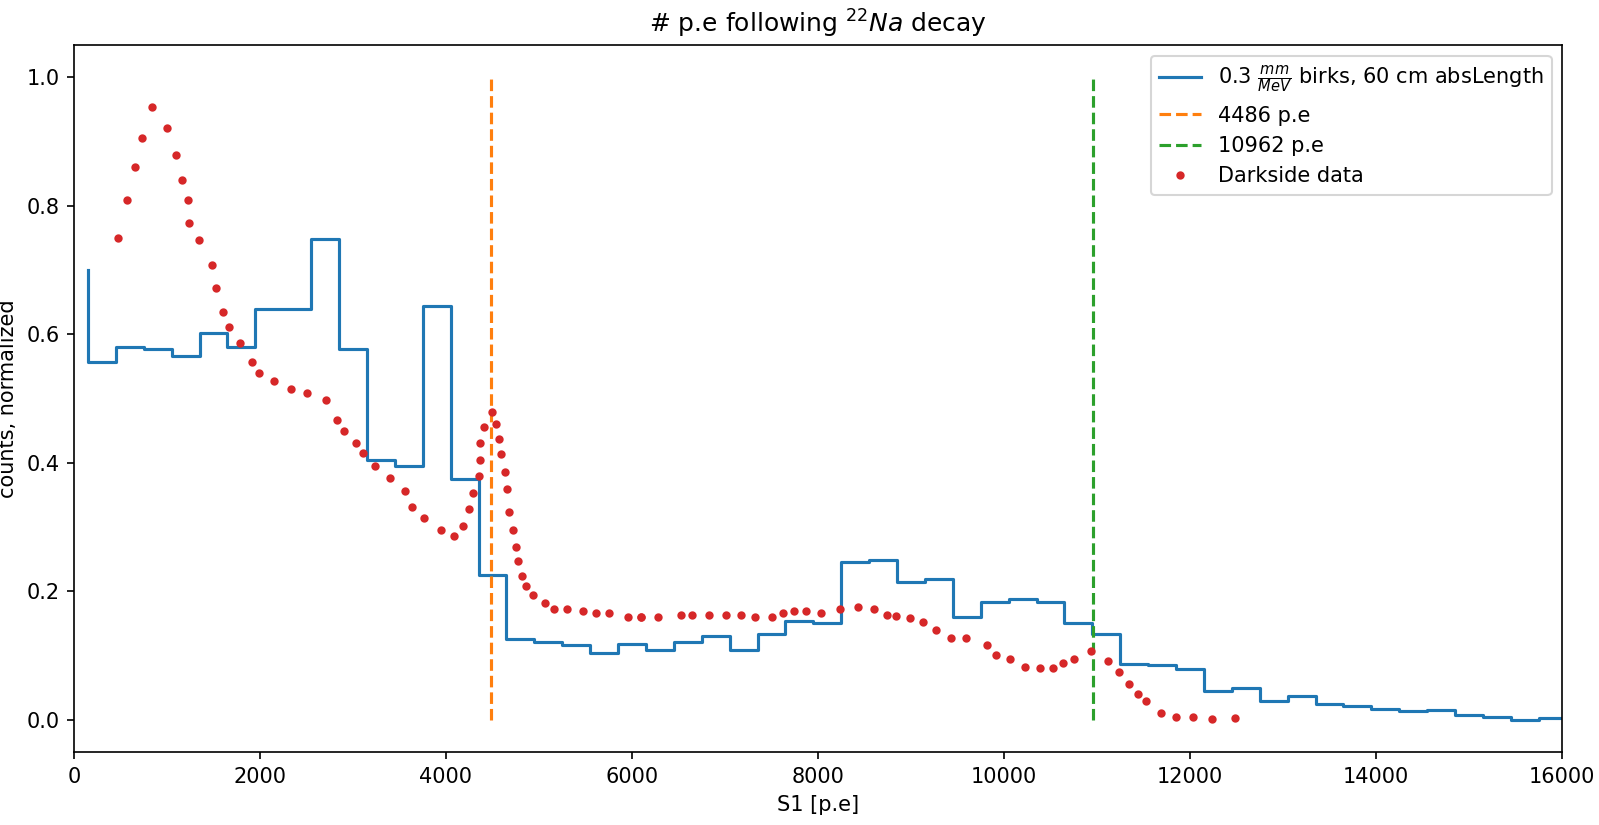 # p.e following ²²Na decay
0.3 mm/MeV birks, 60 cm absLength
4486 p.e
10962 p.e
Darkside data
counts, normalized
1.0
0.8
0.6
0.4
0.2
0.0
0 2000 4000 6000 8000 10000 12000 14000 16000
S1 [p.e]